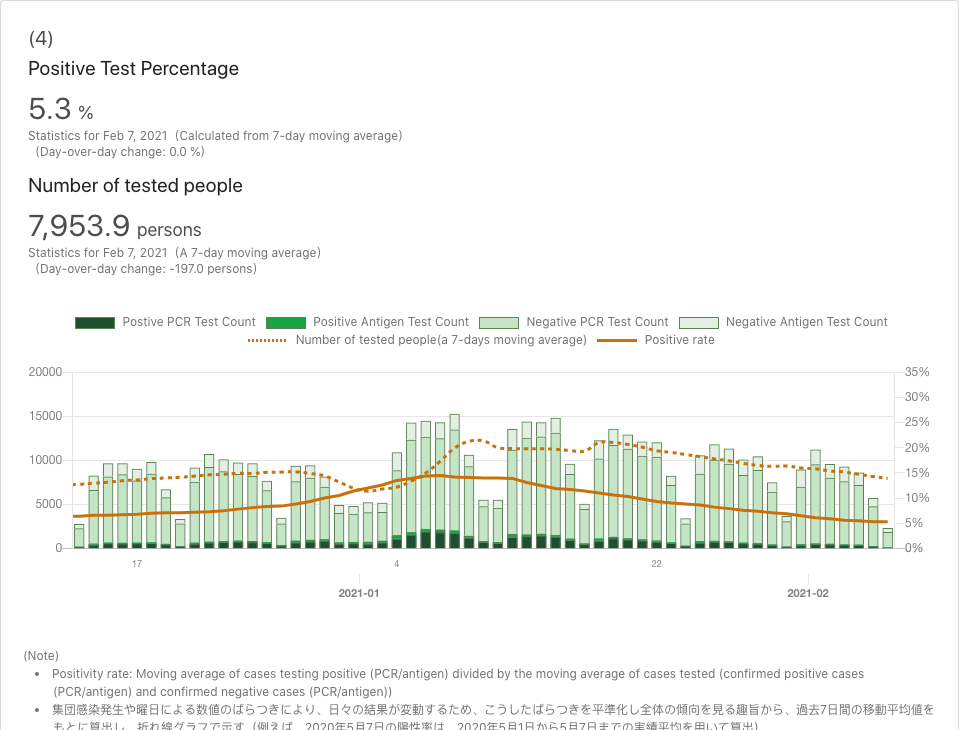 (4)
Positive Test Percentage
5.3 %
Statistics for Feb 7, 2021  (Calculated from 7-day moving average)
(Day-over-day change: 0.0 %)
Number of tested people
7,953.9 persons
Statistics for Feb 7, 2021  (A 7-day moving average)
(Day-over-day change: -197.0 persons)
Postive PCR Test Count  Positive Antigen Test Count  Negative PCR Test Count  Negative Antigen Test Count
Number of tested people(a 7-days moving average)  Positive rate
20000 35%
30%
15000 25%
20%
10000 15%
5000 10%
5%
0 0%
17 4 22
2021-01 2021-02
(Note)
• Positivity rate: Moving average of cases testing positive (PCR/antigen) divided by the moving average of cases tested (confirmed positive cases
(PCR/antigen) and confirmed negative cases (PCR/antigen))
• 集団感染発生や曜日による数値のばらつきにより、日々の結果が変動するため、こうしたばらつきを平準化し全体の傾向を見る趣旨から、過去7日間の移動平均値を
もとに算出し、折れ線グラフで示す（例えば、2020年5月7日の陽性率は、2020年5月1日から5月7日までの実績平均を用いて算出）